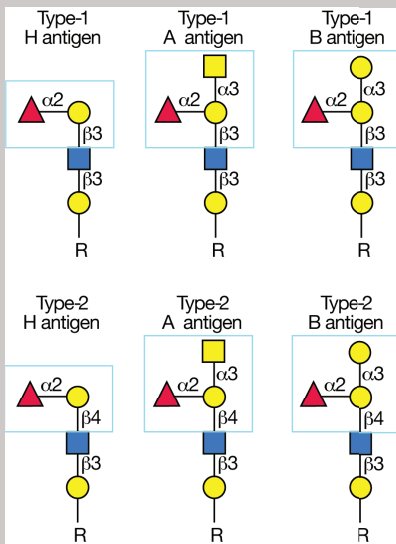 Type-1
H antigen
Type-1
A antigen
Type-1
B antigen
α3
α3
α2
α2
α2
β3
β3
β3
β3
β3
β3
R
R
R
Type-2
H antigen
Type-2
A antigen
Type-2
B antigen
α3
α3
α2
α2
α2
β4
β4
β4
β3
β3
β3
R
R
R